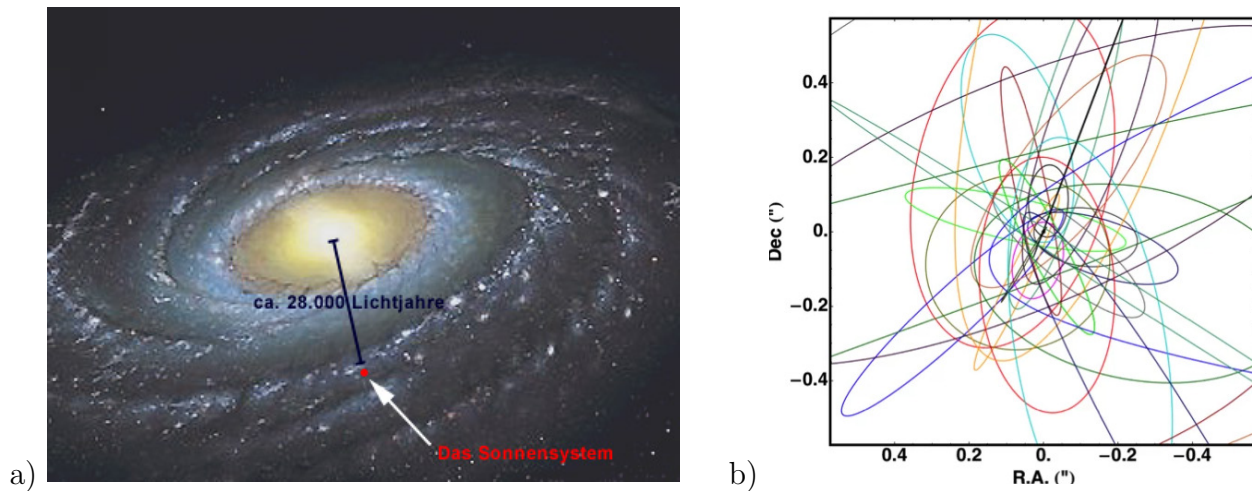 ca. 28.000 Lichtjahre
Das Sonnensystem
a)
0.4
0.2
0.
−0.2
−0.4
Dec (")
0.4 0.2 0. −0.2 −0.4
R.A. (")
b)